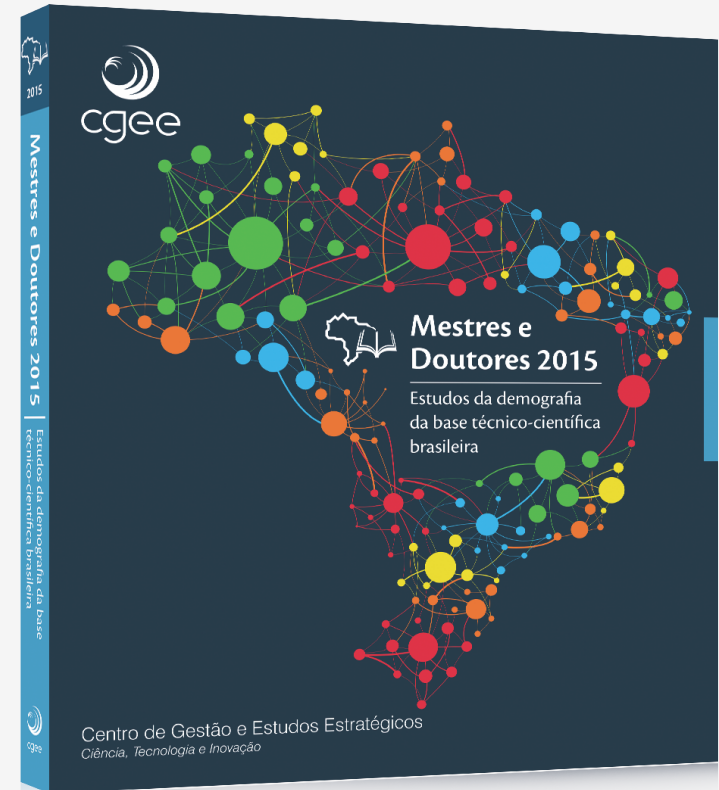 2015
Mestres e Doutores 2015
Estudos da demografia da base
técnico-científica brasileira
cgee
cgee
Mestres e
Doutores 2015
Estudos da demografia
da base técnico-científica
brasileira
Centro de Gestão e Estudos Estratégicos
Ciência, Tecnologia e Inovação